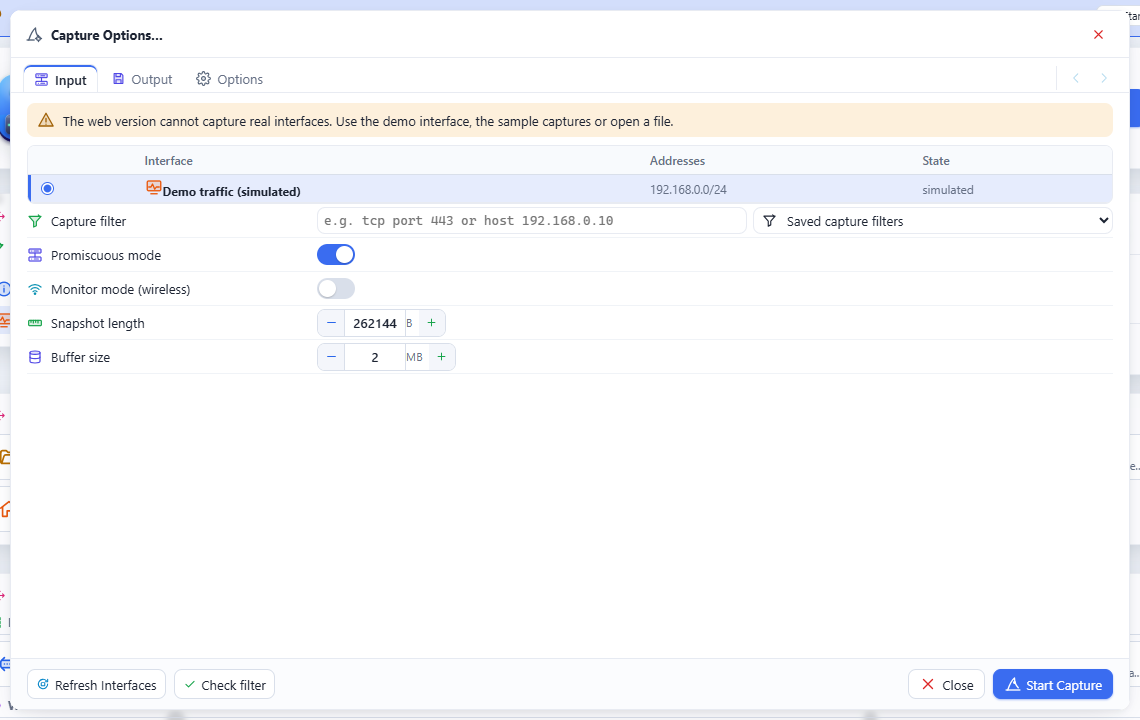 Capture Options...
Input
Output
Options
The web version cannot capture real interfaces. Use the demo interface, the sample captures or open a file.
Interface Addresses State
Demo traffic (simulated) 192.168.0.0/24 simulated
Capture filter e.g. tcp port 443 or host 192.168.0.10 Saved capture filters
Promiscuous mode
Monitor mode (wireless)
Snapshot length 262144 B
Buffer size 2 MB
Refresh Interfaces Check filter Close Start Capture